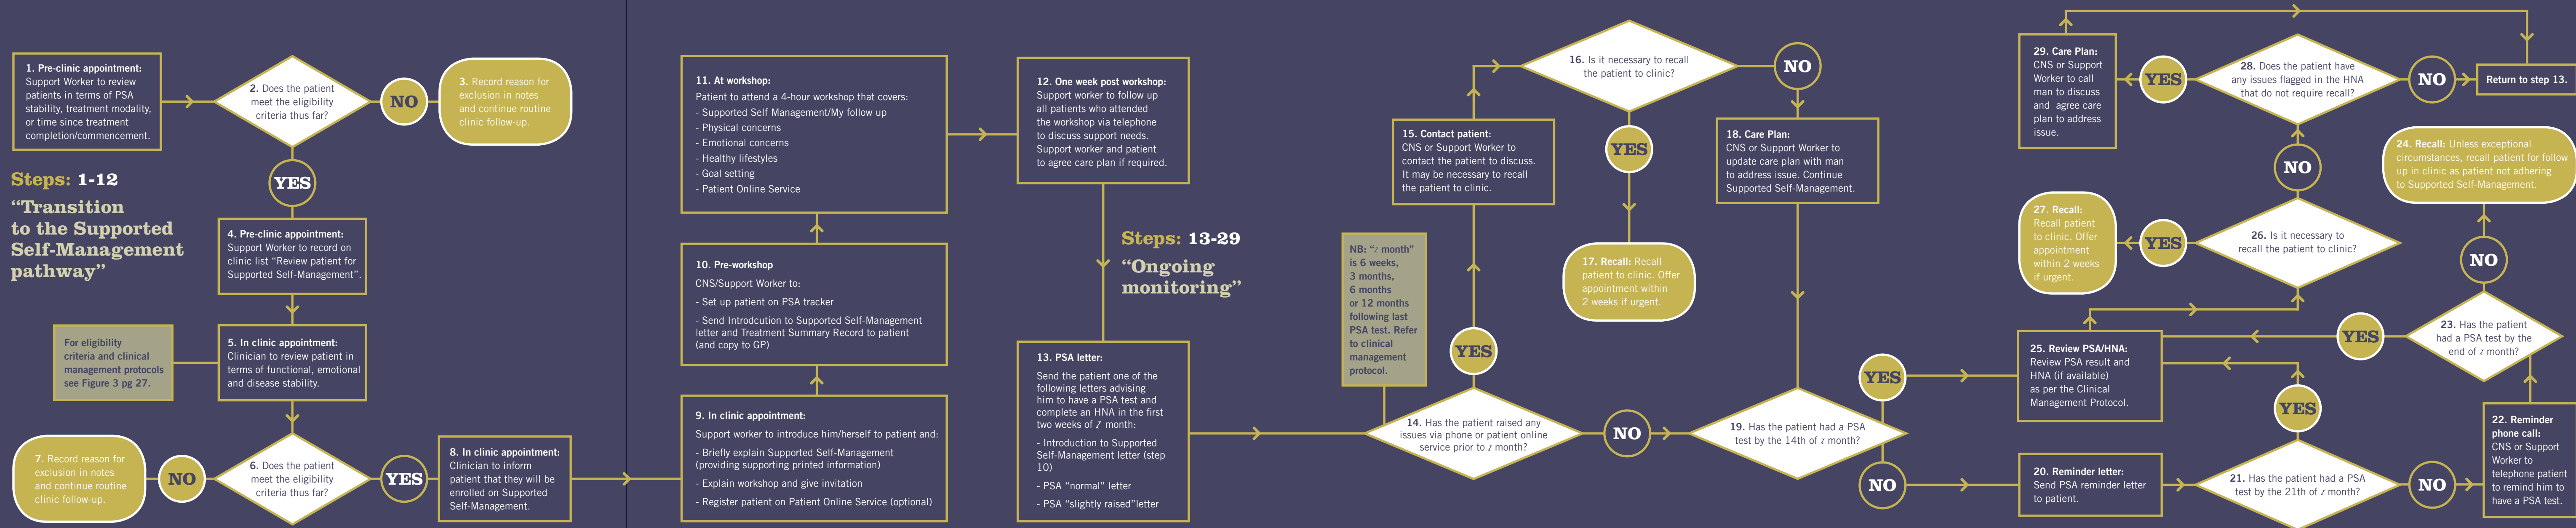 1. Pre-clinic appointment:
Support Worker to review
patients in terms of PSA
stability, treatment modality,
or time since treatment
completion/commencement.
2. Does the patient
meet the eligibility
criteria thus far?
NO
3. Record reason for
exclusion in notes
and continue routine
clinic follow-up.
Steps: 1-12
“Transition
to the Supported
Self-Management
pathway”
YES
4. Pre-clinic appointment:
Support Worker to record on
clinic list “Review patient for
Supported Self-Management”.
For eligibility
criteria and clinical
management protocols
see Figure 3 pg 27.
5. In clinic appointment:
Clinician to review patient in
terms of functional, emotional
and disease stability.
6. Does the patient
meet the eligibility
criteria thus far?
NO
7. Record reason for
exclusion in notes
and continue routine
clinic follow-up.
YES
8. In clinic appointment:
Clinician to inform
patient that they will be
enrolled on Supported
Self-Management.
9. In clinic appointment:
Support worker to introduce him/herself to patient and:
- Briefly explain Supported Self-Management
(providing supporting printed information)
- Explain workshop and give invitation
- Register patient on Patient Online Service (optional)
10. Pre-workshop
CNS/Support Worker to:
- Set up patient on PSA tracker
- Send Introdcution to Supported Self-Management
letter and Treatment Summary Record to patient
(and copy to GP)
11. At workshop:
Patient to attend a 4-hour workshop that covers:
- Supported Self Management/My follow up
- Physical concerns
- Emotional concerns
- Healthy lifestyles
- Goal setting
- Patient Online Service
12. One week post workshop:
Support worker to follow up
all patients who attended
the workshop via telephone
to discuss support needs.
Support worker and patient
to agree care plan if required.
Steps: 13-29
“Ongoing
monitoring”
13. PSA letter:
Send the patient one of the
following letters advising
him to have a PSA test and
complete an HNA in the first
two weeks of z month:
- Introduction to Supported
Self-Management letter (step
10)
- PSA “normal” letter
- PSA “slightly raised”letter
NB: “z month”
is 6 weeks,
3 months,
6 months
or 12 months
following last
PSA test. Refer
to clinical
management
protocol.
14. Has the patient raised any
issues via phone or patient online
service prior to z month?
YES
15. Contact patient:
CNS or Support Worker to
contact the patient to discuss.
It may be necessary to recall
the patient to clinic.
16. Is it necessary to recall
the patient to clinic?
YES
17. Recall: Recall
patient to clinic. Offer
appointment within
2 weeks if urgent.
NO
18. Care Plan:
CNS or Support Worker to
update care plan with man
to address issue. Continue
Supported Self-Management.
NO
19. Has the patient had a PSA
test by the 14th of z month?
YES
NO
20. Reminder letter:
Send PSA reminder letter
to patient.
21. Has the patient had a PSA
test by the 21th of z month?
YES
NO
22. Reminder
phone call:
CNS or Support
Worker to
telephone patient
to remind him to
have a PSA test.
23. Has the patient
had a PSA test by the
end of z month?
YES
NO
24. Recall: Unless exceptional
circumstances, recall patient for follow
up in clinic as patient not adhering
to Supported Self-Management.
25. Review PSA/HNA:
Review PSA result and
HNA (if available)
as per the Clinical
Management Protocol.
26. Is it necessary to
recall the patient to clinic?
YES
27. Recall:
Recall patient
to clinic. Offer
appointment
within 2 weeks
if urgent.
NO
28. Does the patient have
any issues flagged in the HNA
that do not require recall?
YES
29. Care Plan:
CNS or Support
Worker to call
man to discuss
and agree care
plan to address
issue.
NO
Return to step 13.